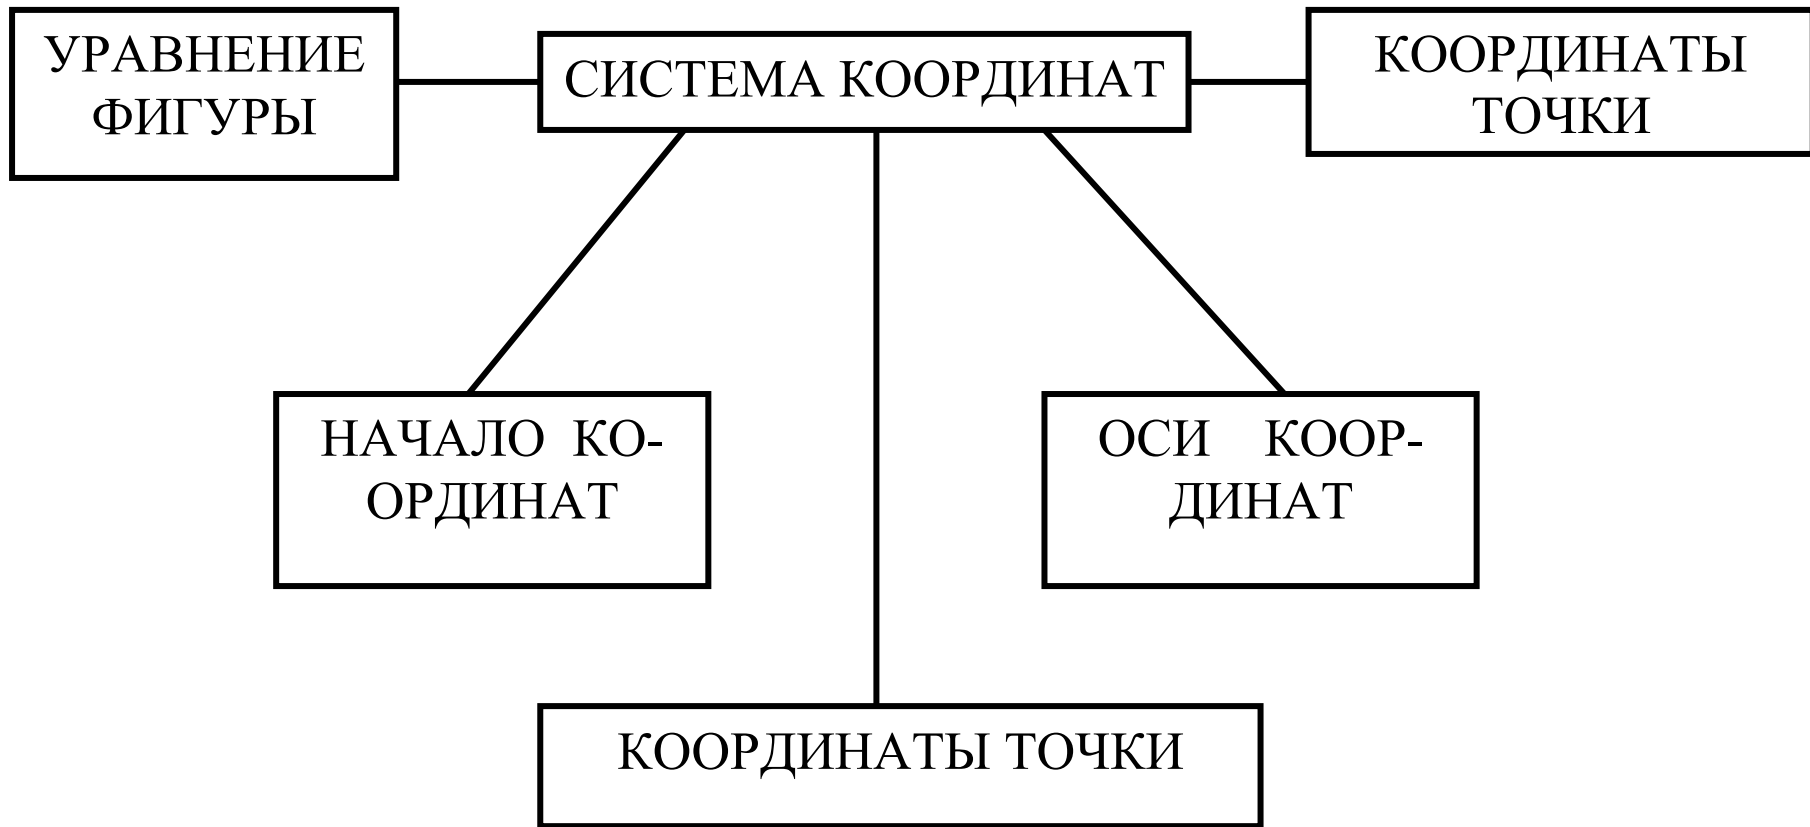 УРАВНЕНИЕ
ФИГУРЫ
СИСТЕМА КООРДИНАТ
КООРДИНАТЫ
ТОЧКИ
НАЧАЛО КО-
ОРДИНАТ
ОСИ КООР-
ДИНАТ
КООРДИНАТЫ ТОЧКИ